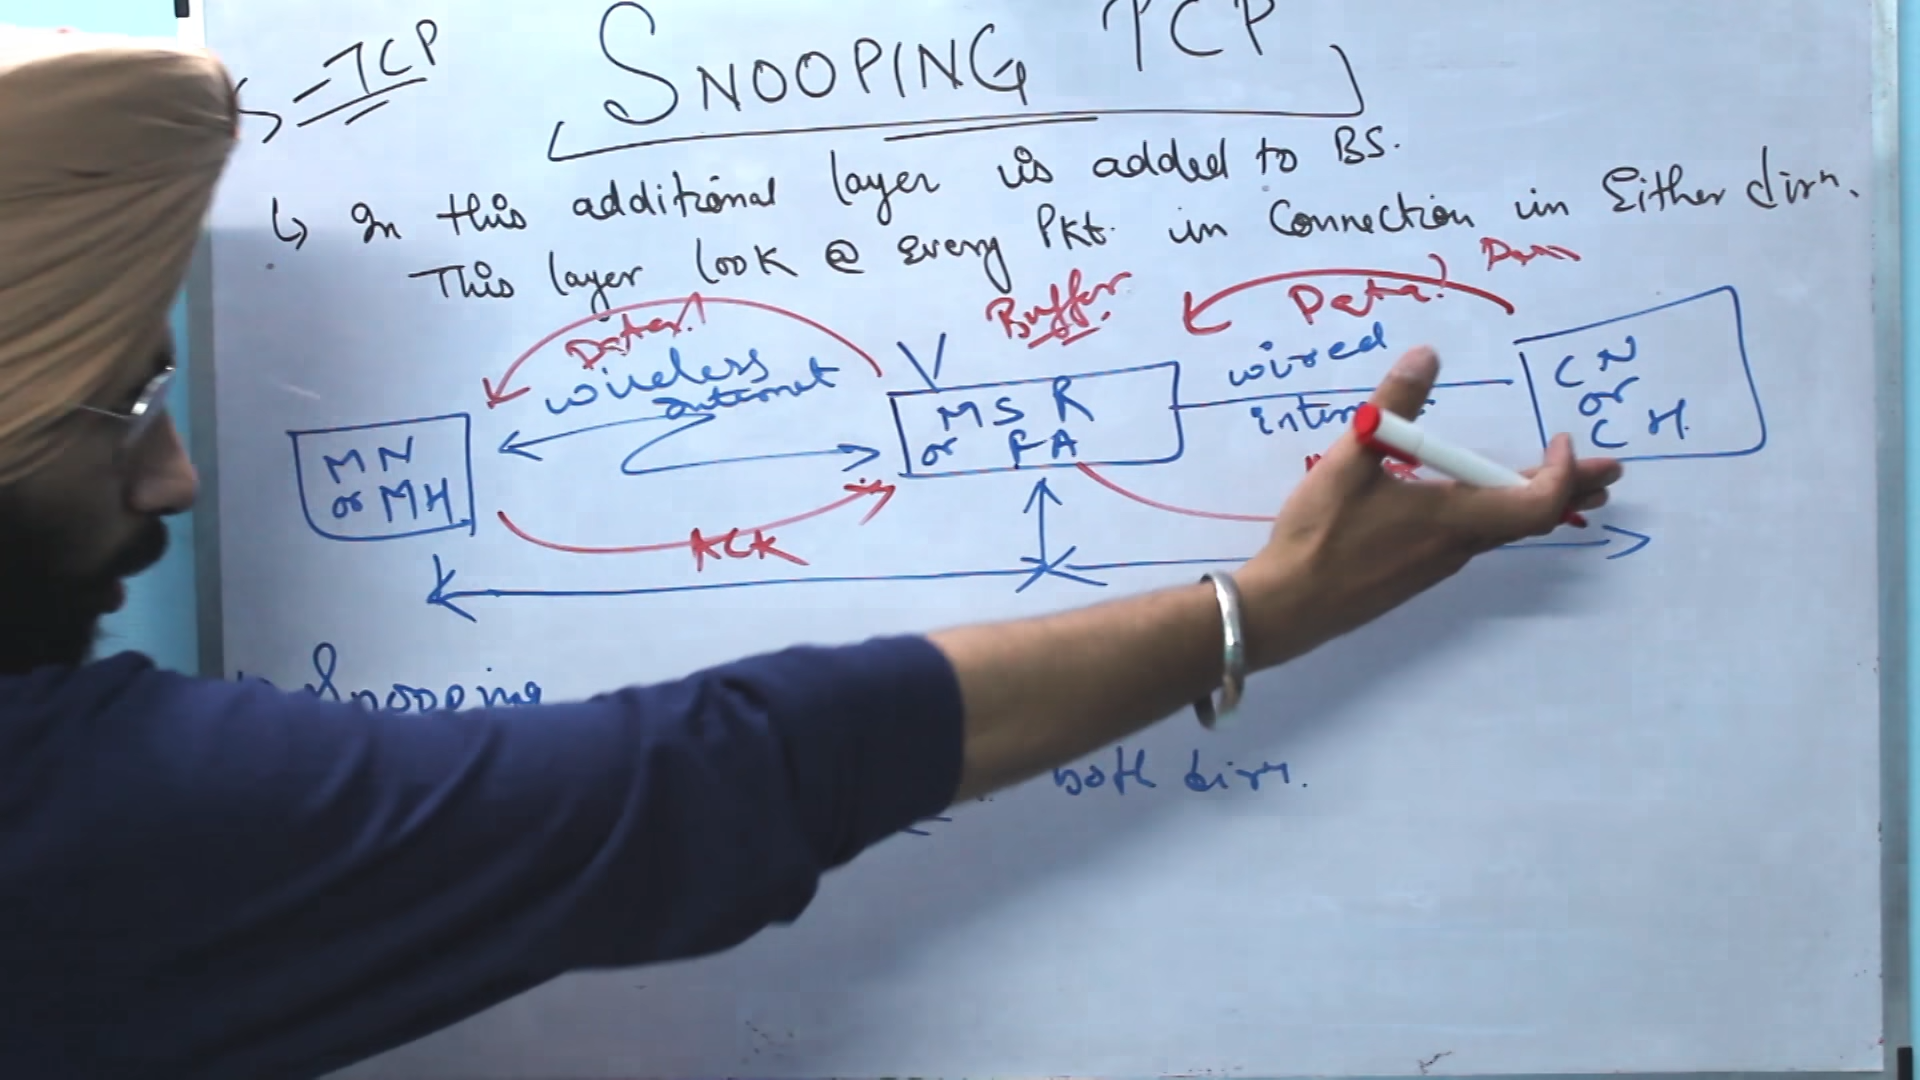 TCP
SNOOPING TCP
↳ In this additional layer is added to BS.
This layer look @ Every Pkt. in Connection in Either dirn.
Data
Buffer.
Data.
Data.
wireless
internet
wired
MN
or MH
MSR
or FA
CN
or
CH.
ACK
Snooping
both dirn.